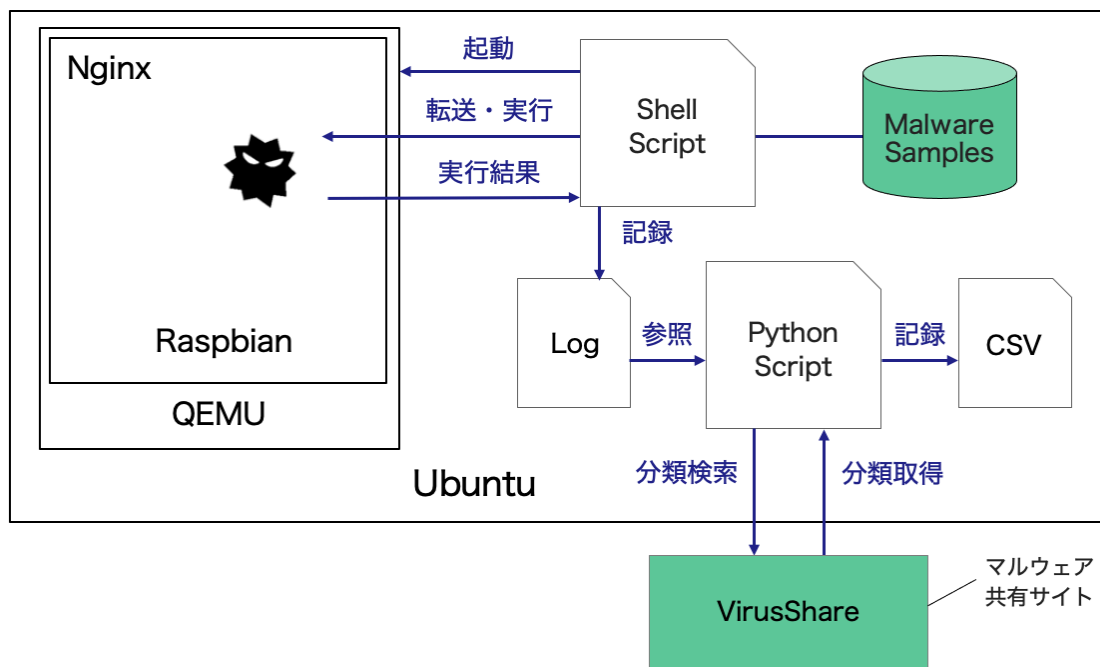 Nginx
起動
転送・実行
実行結果
Shell
Script
Malware
Samples
記録
Raspbian
QEMU
Log
参照
Python
Script
記録
CSV
分類検索
分類取得
Ubuntu
VirusShare
マルウェア
共有サイト